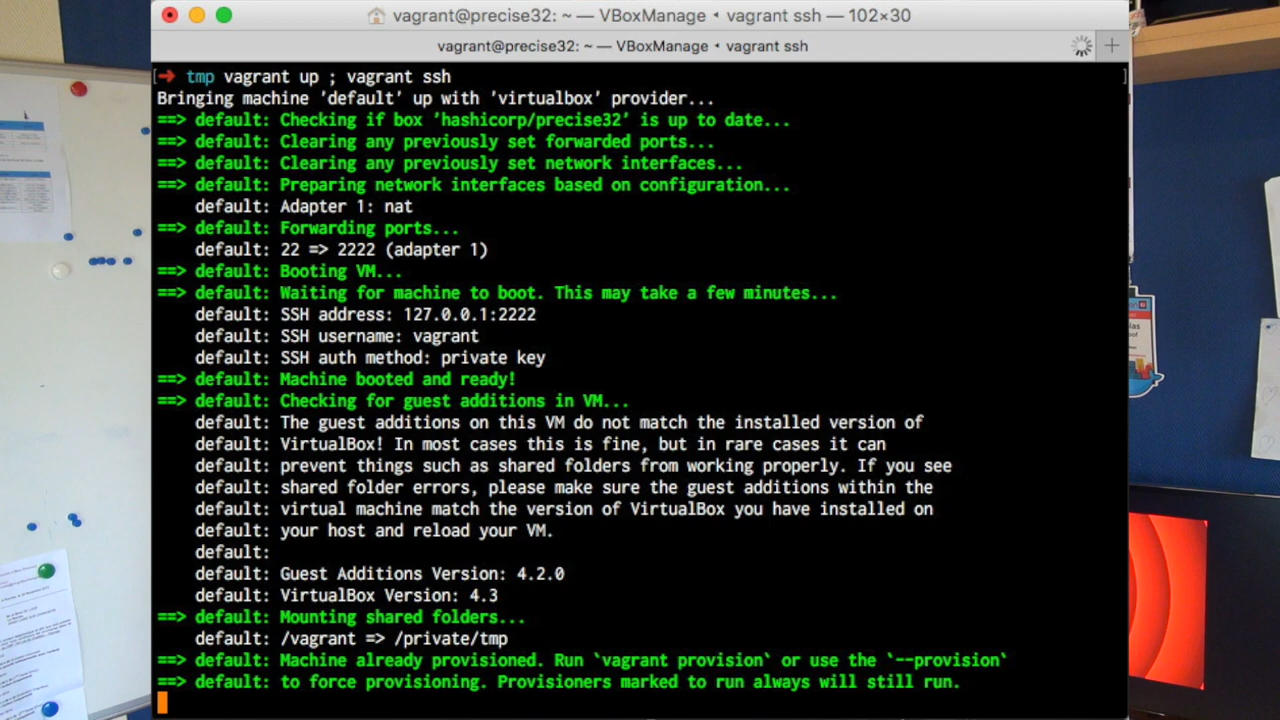 vagrant@precise32: ~ — VBoxManage • vagrant ssh — 102×30
vagrant@precise32: ~ — VBoxManage • vagrant ssh
[➜ tmp vagrant up ; vagrant ssh ]
Bringing machine 'default' up with 'virtualbox' provider...
==> default: Checking if box 'hashicorp/precise32' is up to date...
==> default: Clearing any previously set forwarded ports...
==> default: Clearing any previously set network interfaces...
==> default: Preparing network interfaces based on configuration...
default: Adapter 1: nat
==> default: Forwarding ports...
default: 22 => 2222 (adapter 1)
==> default: Booting VM...
==> default: Waiting for machine to boot. This may take a few minutes...
default: SSH address: 127.0.0.1:2222
default: SSH username: vagrant
default: SSH auth method: private key
==> default: Machine booted and ready!
==> default: Checking for guest additions in VM...
default: The guest additions on this VM do not match the installed version of
default: VirtualBox! In most cases this is fine, but in rare cases it can
default: prevent things such as shared folders from working properly. If you see
default: shared folder errors, please make sure the guest additions within the
default: virtual machine match the version of VirtualBox you have installed on
default: your host and reload your VM.
default:
default: Guest Additions Version: 4.2.0
default: VirtualBox Version: 4.3
==> default: Mounting shared folders...
default: /vagrant => /private/tmp
==> default: Machine already provisioned. Run `vagrant provision` or use the `--provision`
==> default: to force provisioning. Provisioners marked to run always will still run.